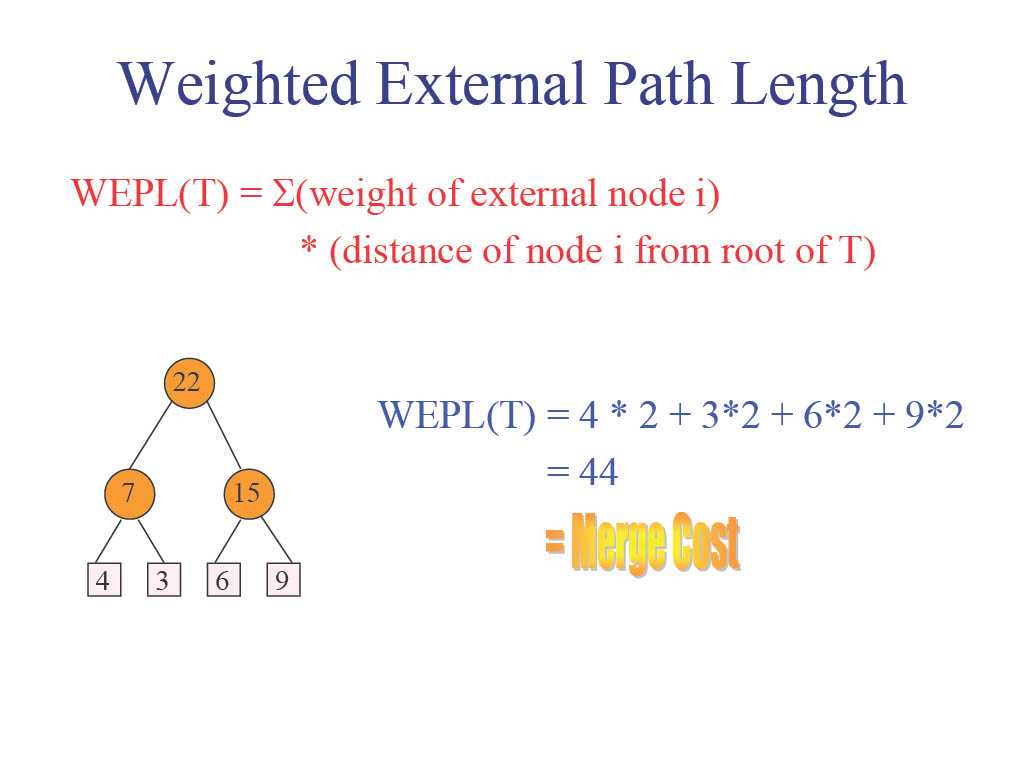 Weighted External Path Length
WEPL(T) = Σ(weight of external node i)
* (distance of node i from root of T)
22
7 15
4 3 6 9
WEPL(T) = 4 * 2 + 3*2 + 6*2 + 9*2
= 44
= Merge Cost